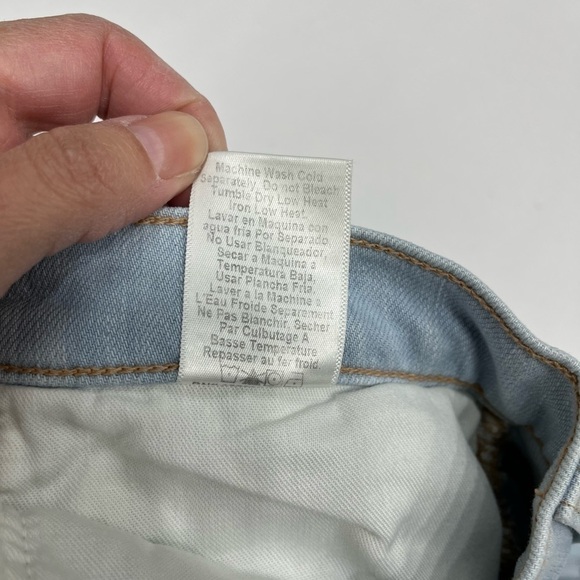 Machine Wash Cold
Separately, Do not Bleach
Tumble Dry Low Heat
Iron Low Heat.
Lavar en Maquina con
agua fria Por Separado
No Usar Blanqueador,
Secar a Maquina a
Temperatura Baja,
Usar Plancha Fria.
Laver a la Machine a
L'Eau Froide Separement
Ne Pas Blanchir, Secher
Par Culbutage A
Basse Temperature
Repasser au fer froid